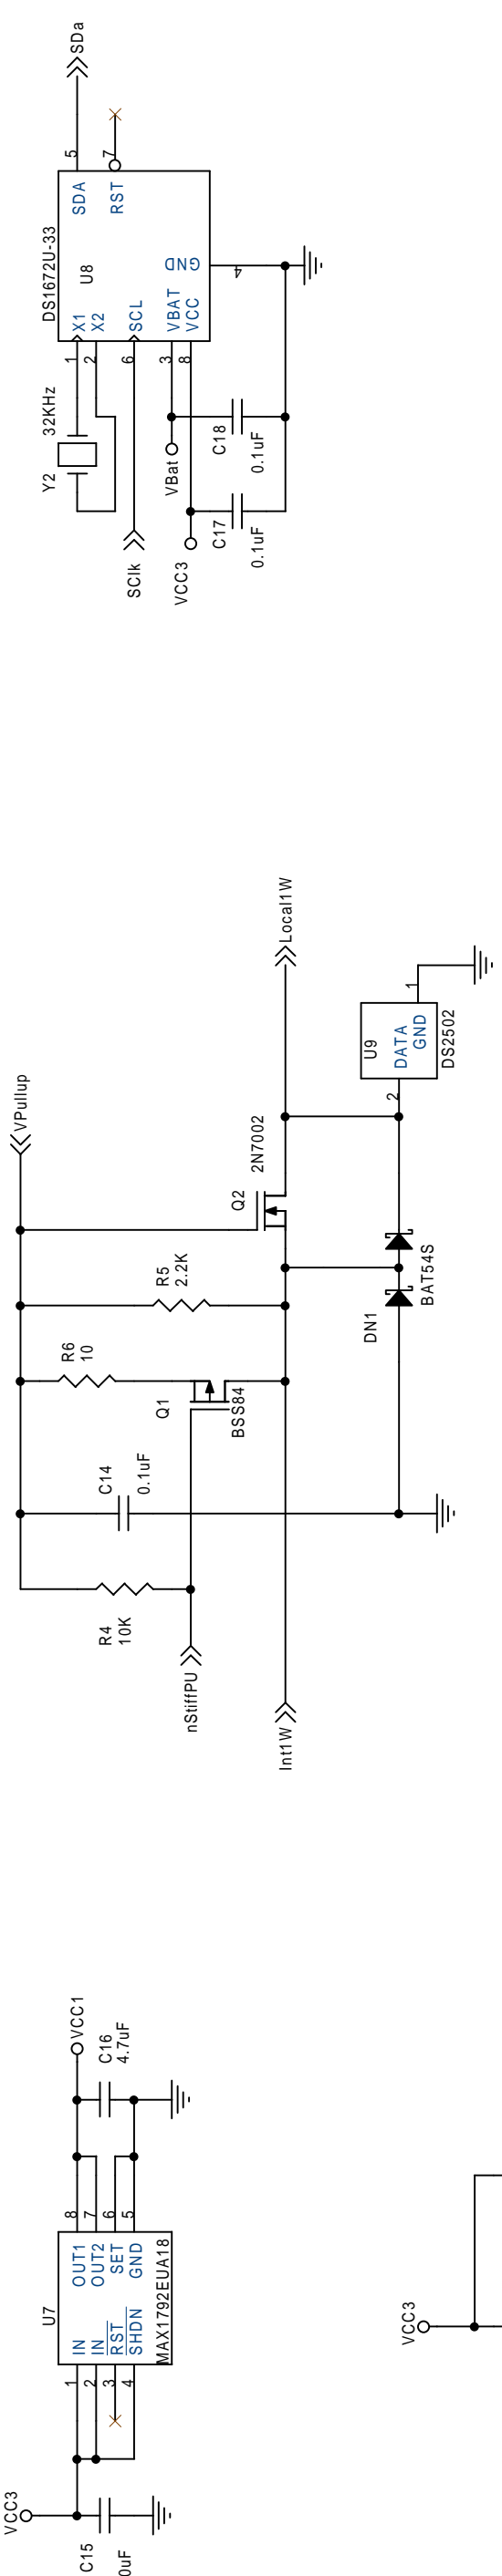 SDa
5
7
SDA
RST
DS1672U-33
U8
GND
4
X1
X2
SCL
VBAT
VCC
1
2
6
3
8
32KHz
Y2
VBat
C18
0.1uF
SClk
VCC3
C17
0.1uF
Local1W
VPullup
1
U9
DATA
GND
DS2502
2
2N7002
Q2
R5
2.2K
DN1
BAT54S
R6
10
Q1
BSS84
C14
0.1uF
R4
10K
nStiffPU
Int1W
VCC1
C16
4.7uF
8
7
6
5
U7
OUT1
OUT2
SET
GND
IN
IN
RST
SHDN
MAX1792EUA18
1
2
3
4
VCC3
C15
0uF
VCC3